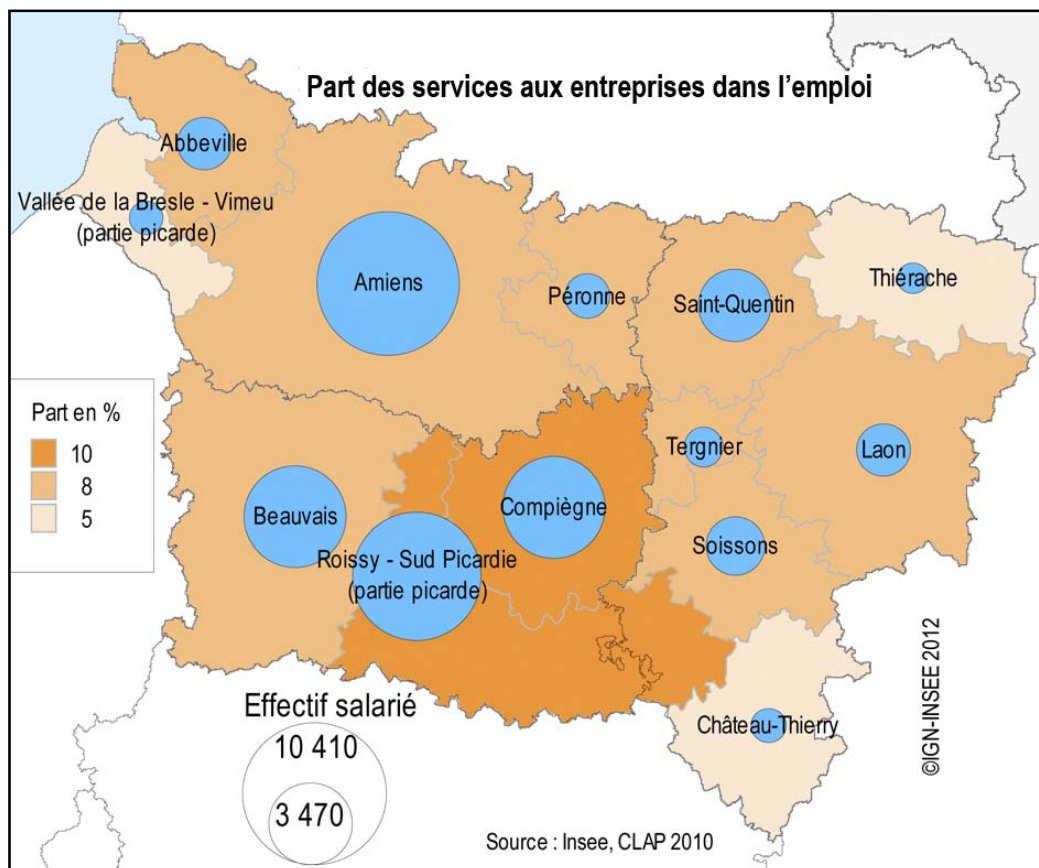 Part des services aux entreprises dans l'emploi
Abbeville
Vallée de la Bresle - Vimeu
(partie picarde)
Amiens
Péronne
Saint-Quentin
Thiérache
Part en %
10
8
5
Tergnier
Laon
Beauvais
Compiègne
Roissy - Sud Picardie
(partie picarde)
Soissons
Château-Thierry
Effectif salarié
10 410
3 470
Source : Insee, CLAP 2010
©IGN-INSEE 2012